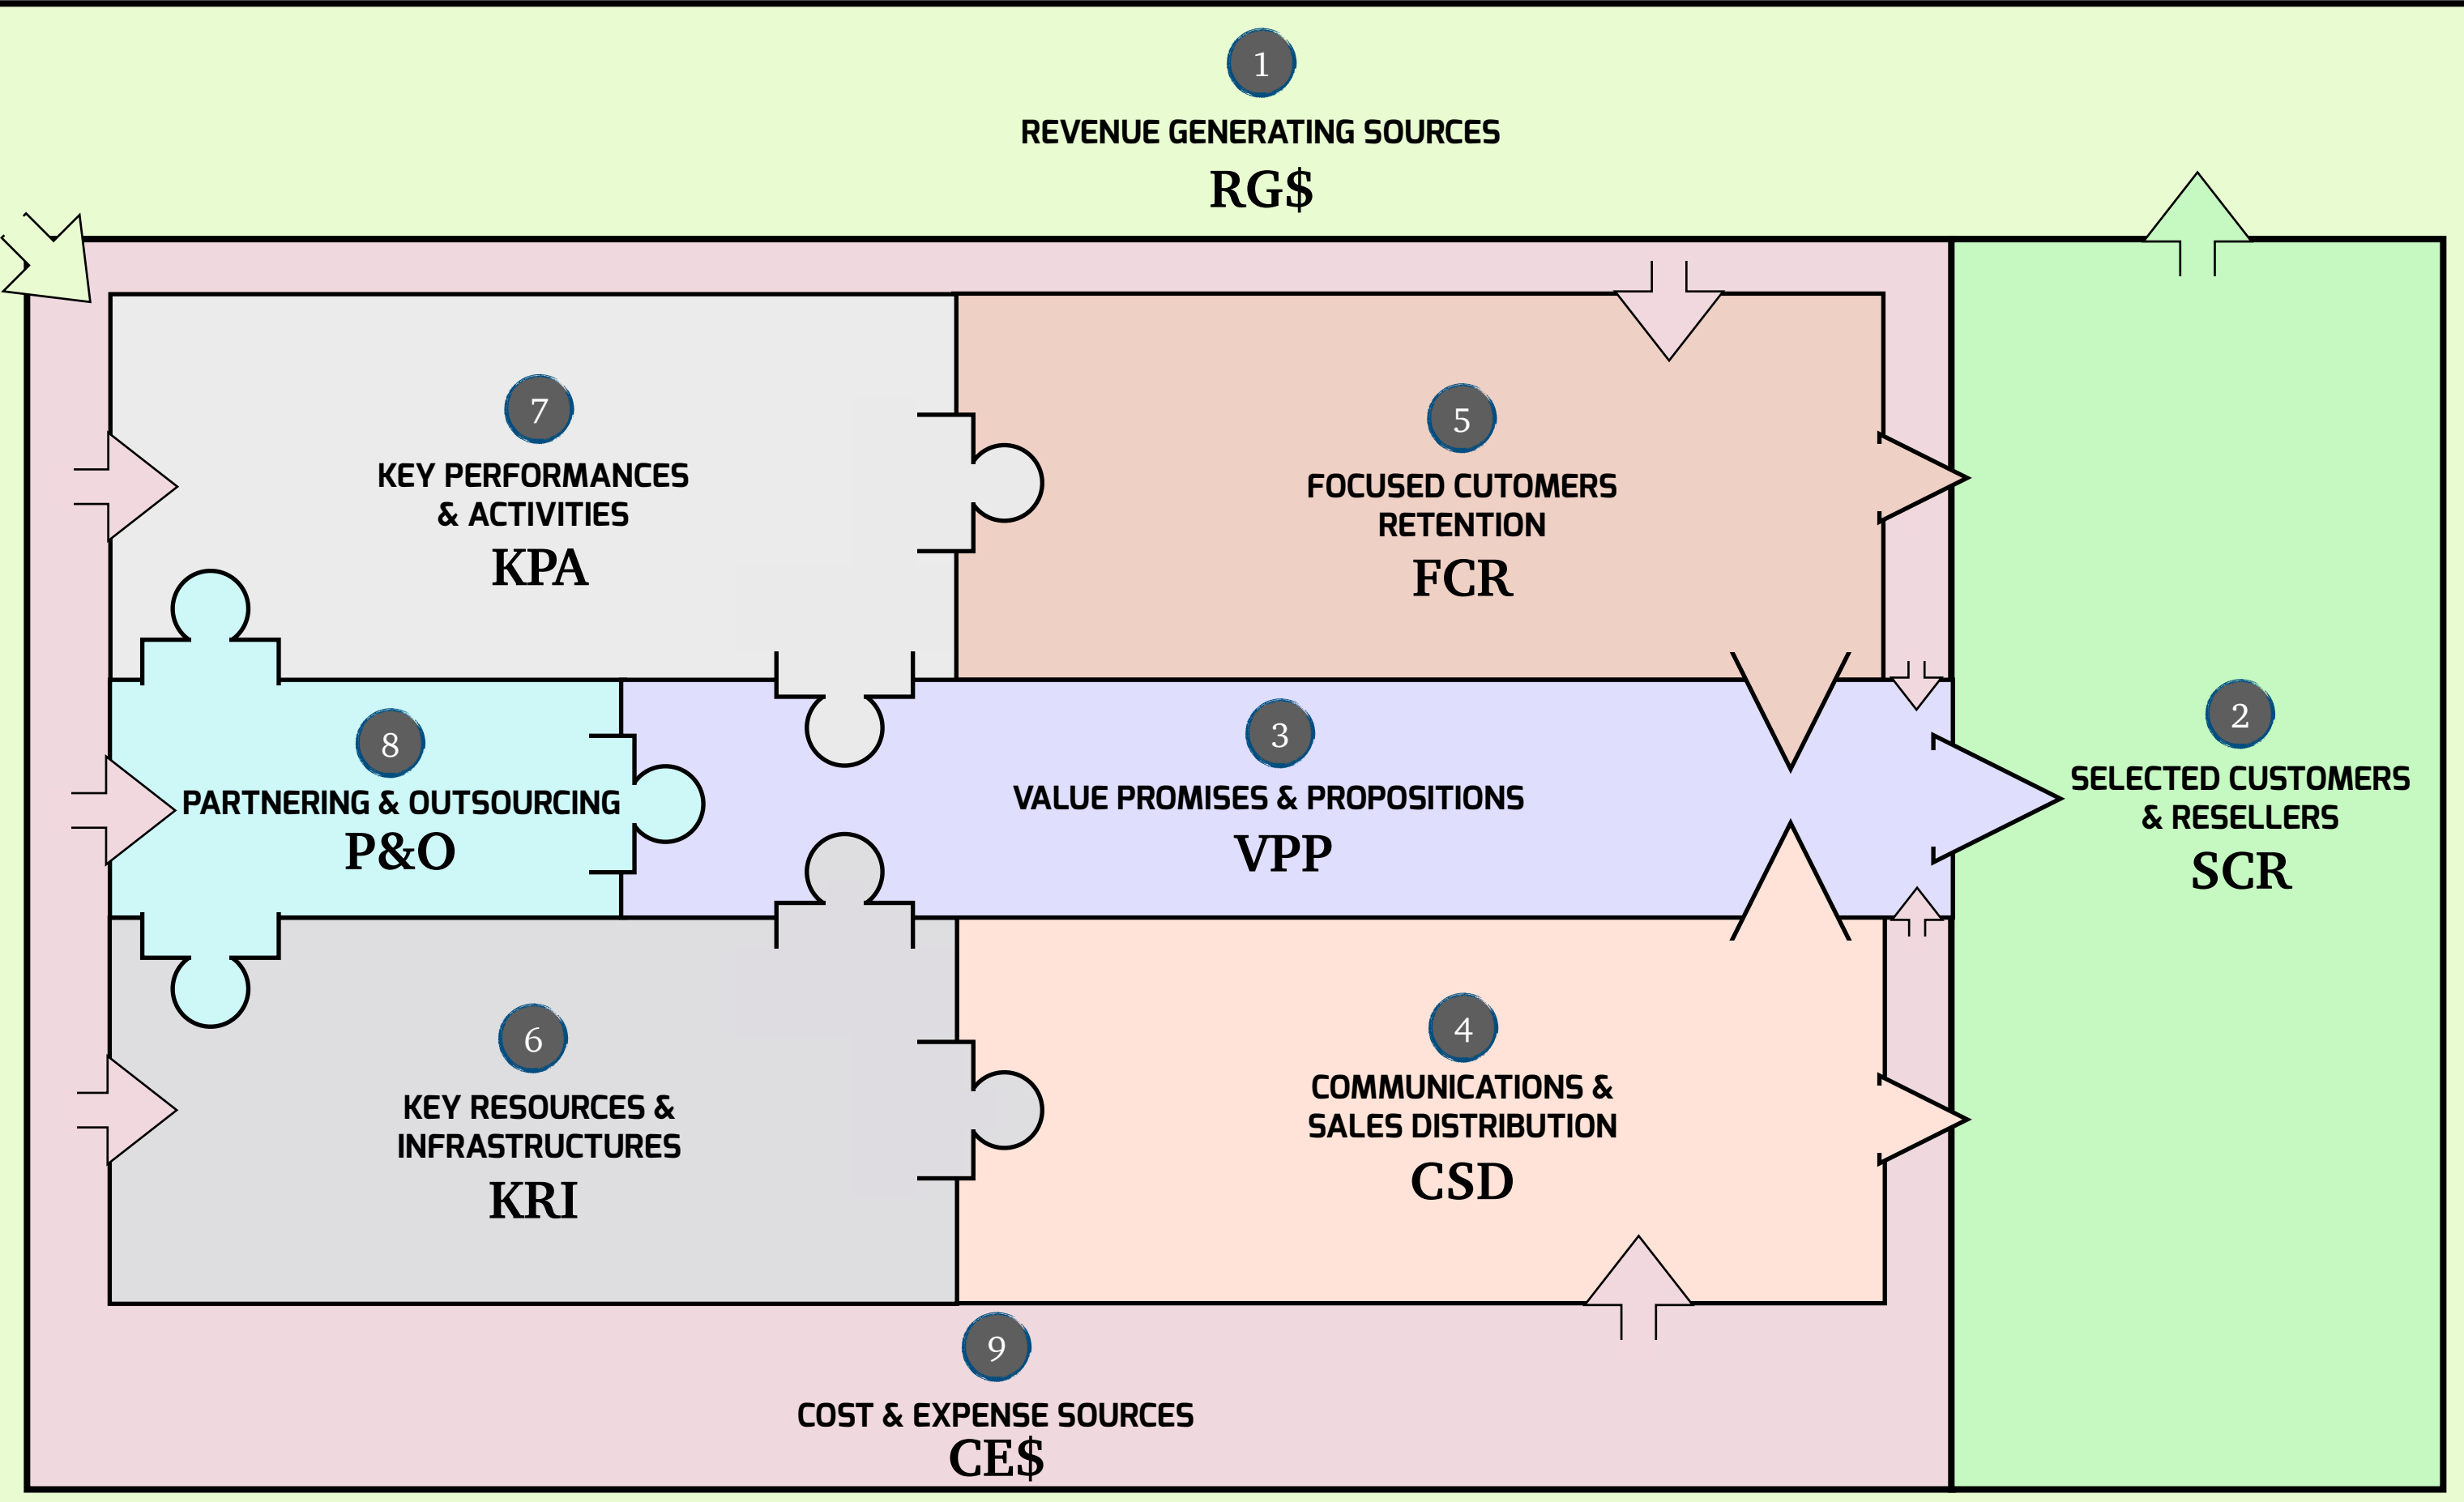 1
REVENUE GENERATING SOURCES
RG$
7
KEY PERFORMANCES
& ACTIVITIES
KPA
5
FOCUSED CUTOMERS
RETENTION
FCR
8
PARTNERING & OUTSOURCING
P&O
3
VALUE PROMISES & PROPOSITIONS
VPP
2
SELECTED CUSTOMERS
& RESELLERS
SCR
6
KEY RESOURCES &
INFRASTRUCTURES
KRI
4
COMMUNICATIONS &
SALES DISTRIBUTION
CSD
9
COST & EXPENSE SOURCES
CE$